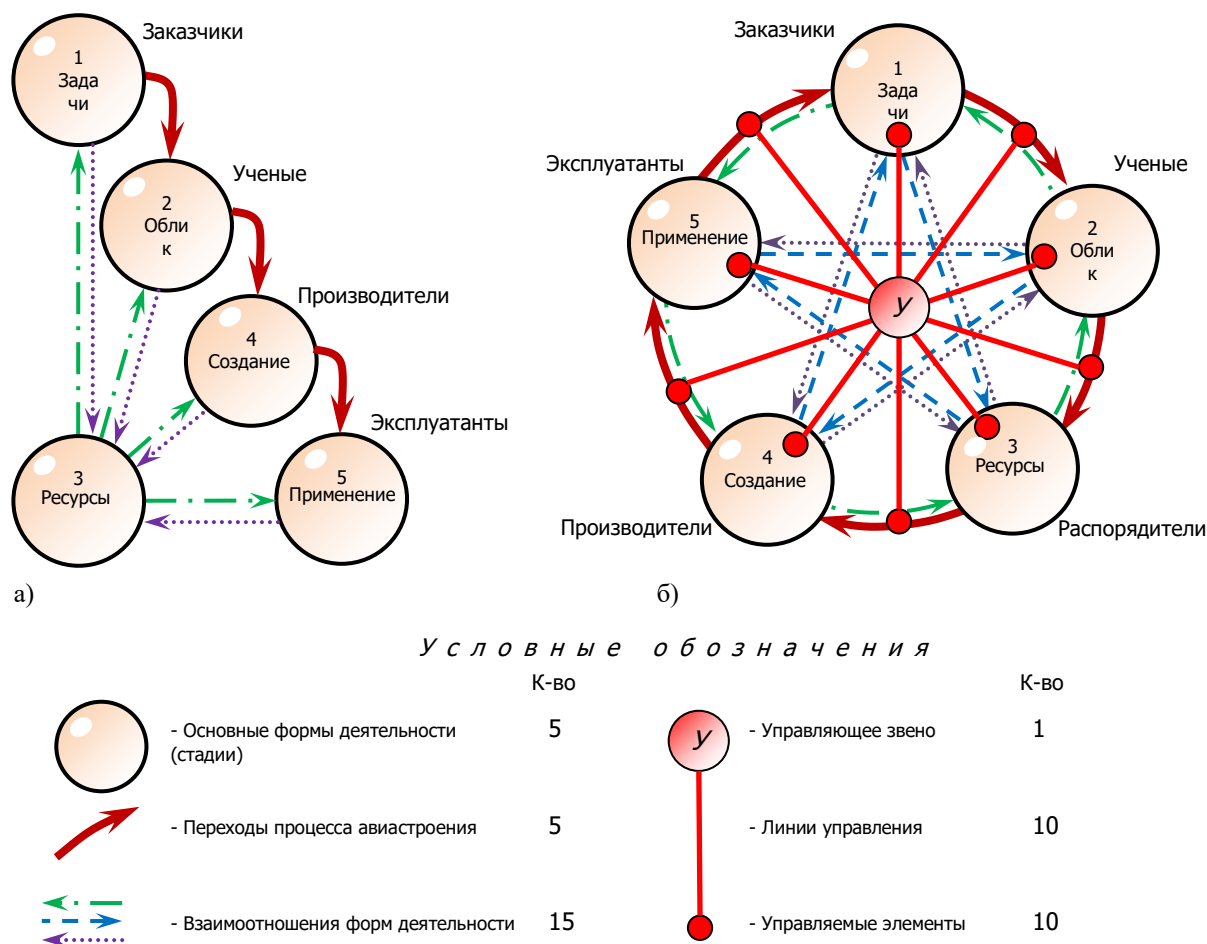 Заказчики
1
Зада
чи
Ученые
2
Обли
к
Производители
4
Создание
Эксплуатанты
3
Ресурсы
5
Применение
а)
Заказчики
1
Зада
чи
Эксплуатанты
Ученые
5
Применение
2
Обли
к
У
4
Создание
3
Ресурсы
Производители
Распорядители
б)
Условные обозначения
К-во
К-во
- Основные формы деятельности
(стадии)
5
У
- Управляющее звено
1
- Переходы процесса авиастроения
5
- Линии управления
10
- Взаимоотношения форм деятельности
15
- Управляемые элементы
10